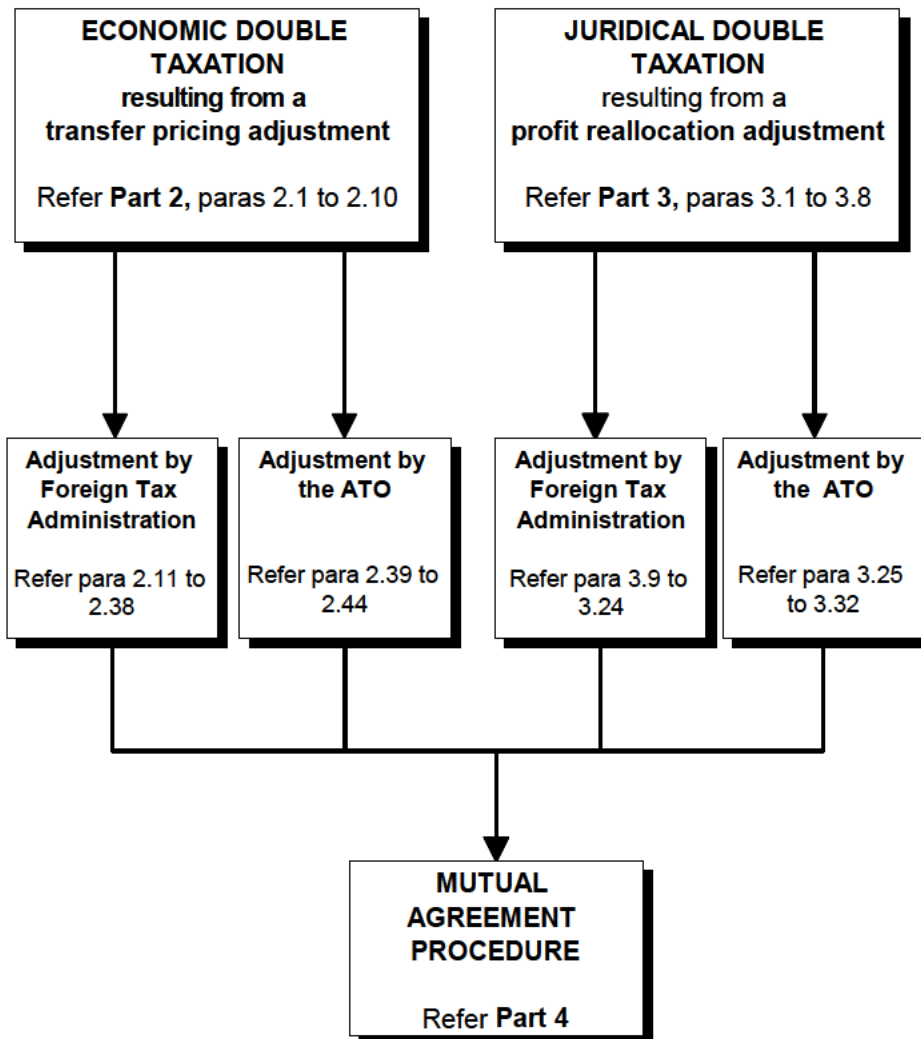 ECONOMIC DOUBLE
TAXATION
resulting from a
transfer pricing adjustment
Refer Part 2, paras 2.1 to 2.10
JURIDICAL DOUBLE
TAXATION
resulting from a
profit reallocation adjustment
Refer Part 3, paras 3.1 to 3.8
Adjustment by
Foreign Tax
Administration
Refer para 2.11 to
2.38
Adjustment by
the ATO
Refer para 2.39 to
2.44
Adjustment by
Foreign Tax
Administration
Refer para 3.9 to
3.24
Adjustment by
the ATO
Refer para 3.25
to 3.32
MUTUAL
AGREEMENT
PROCEDURE
Refer Part 4